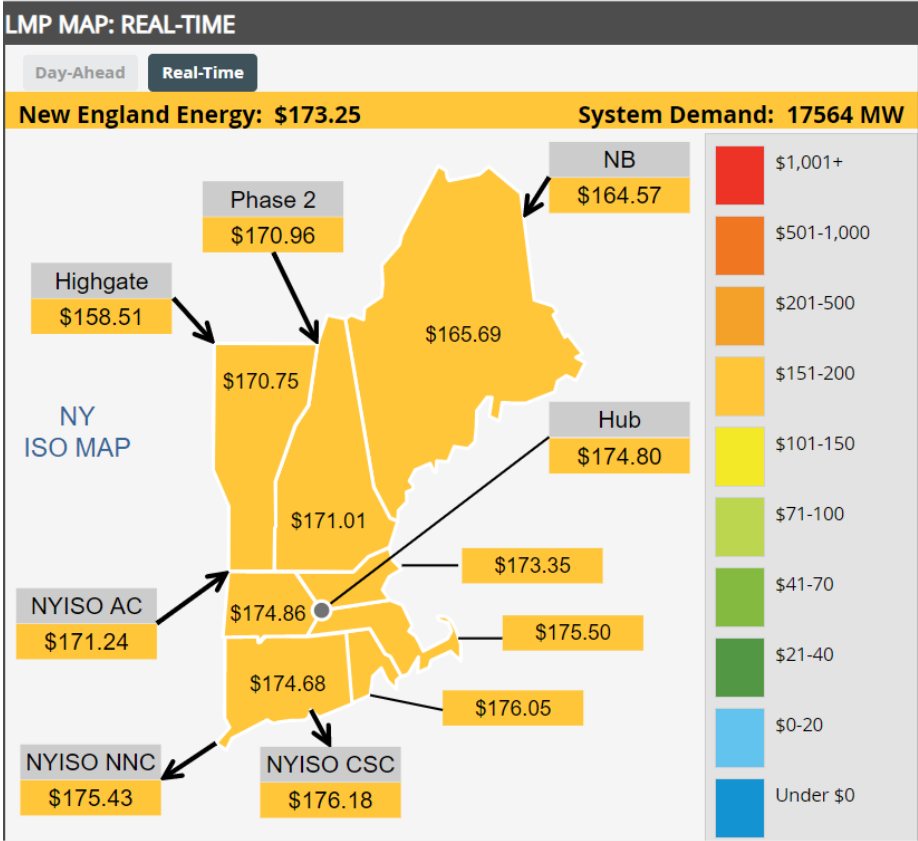 LMP MAP: REAL-TIME
Day-Ahead Real-Time
New England Energy: $173.25 System Demand: 17564 MW
NB
$164.57
Phase 2
$170.96
Highgate
$158.51
$165.69
$170.75
NY
ISO MAP
Hub
$174.80
$171.01
$173.35
NYISO AC
$171.24
$174.86
$175.50
$174.68
$176.05
NYISO NNC
$175.43
NYISO CSC
$176.18
$1,001+
$501-1,000
$201-500
$151-200
$101-150
$71-100
$41-70
$21-40
$0-20
Under $0